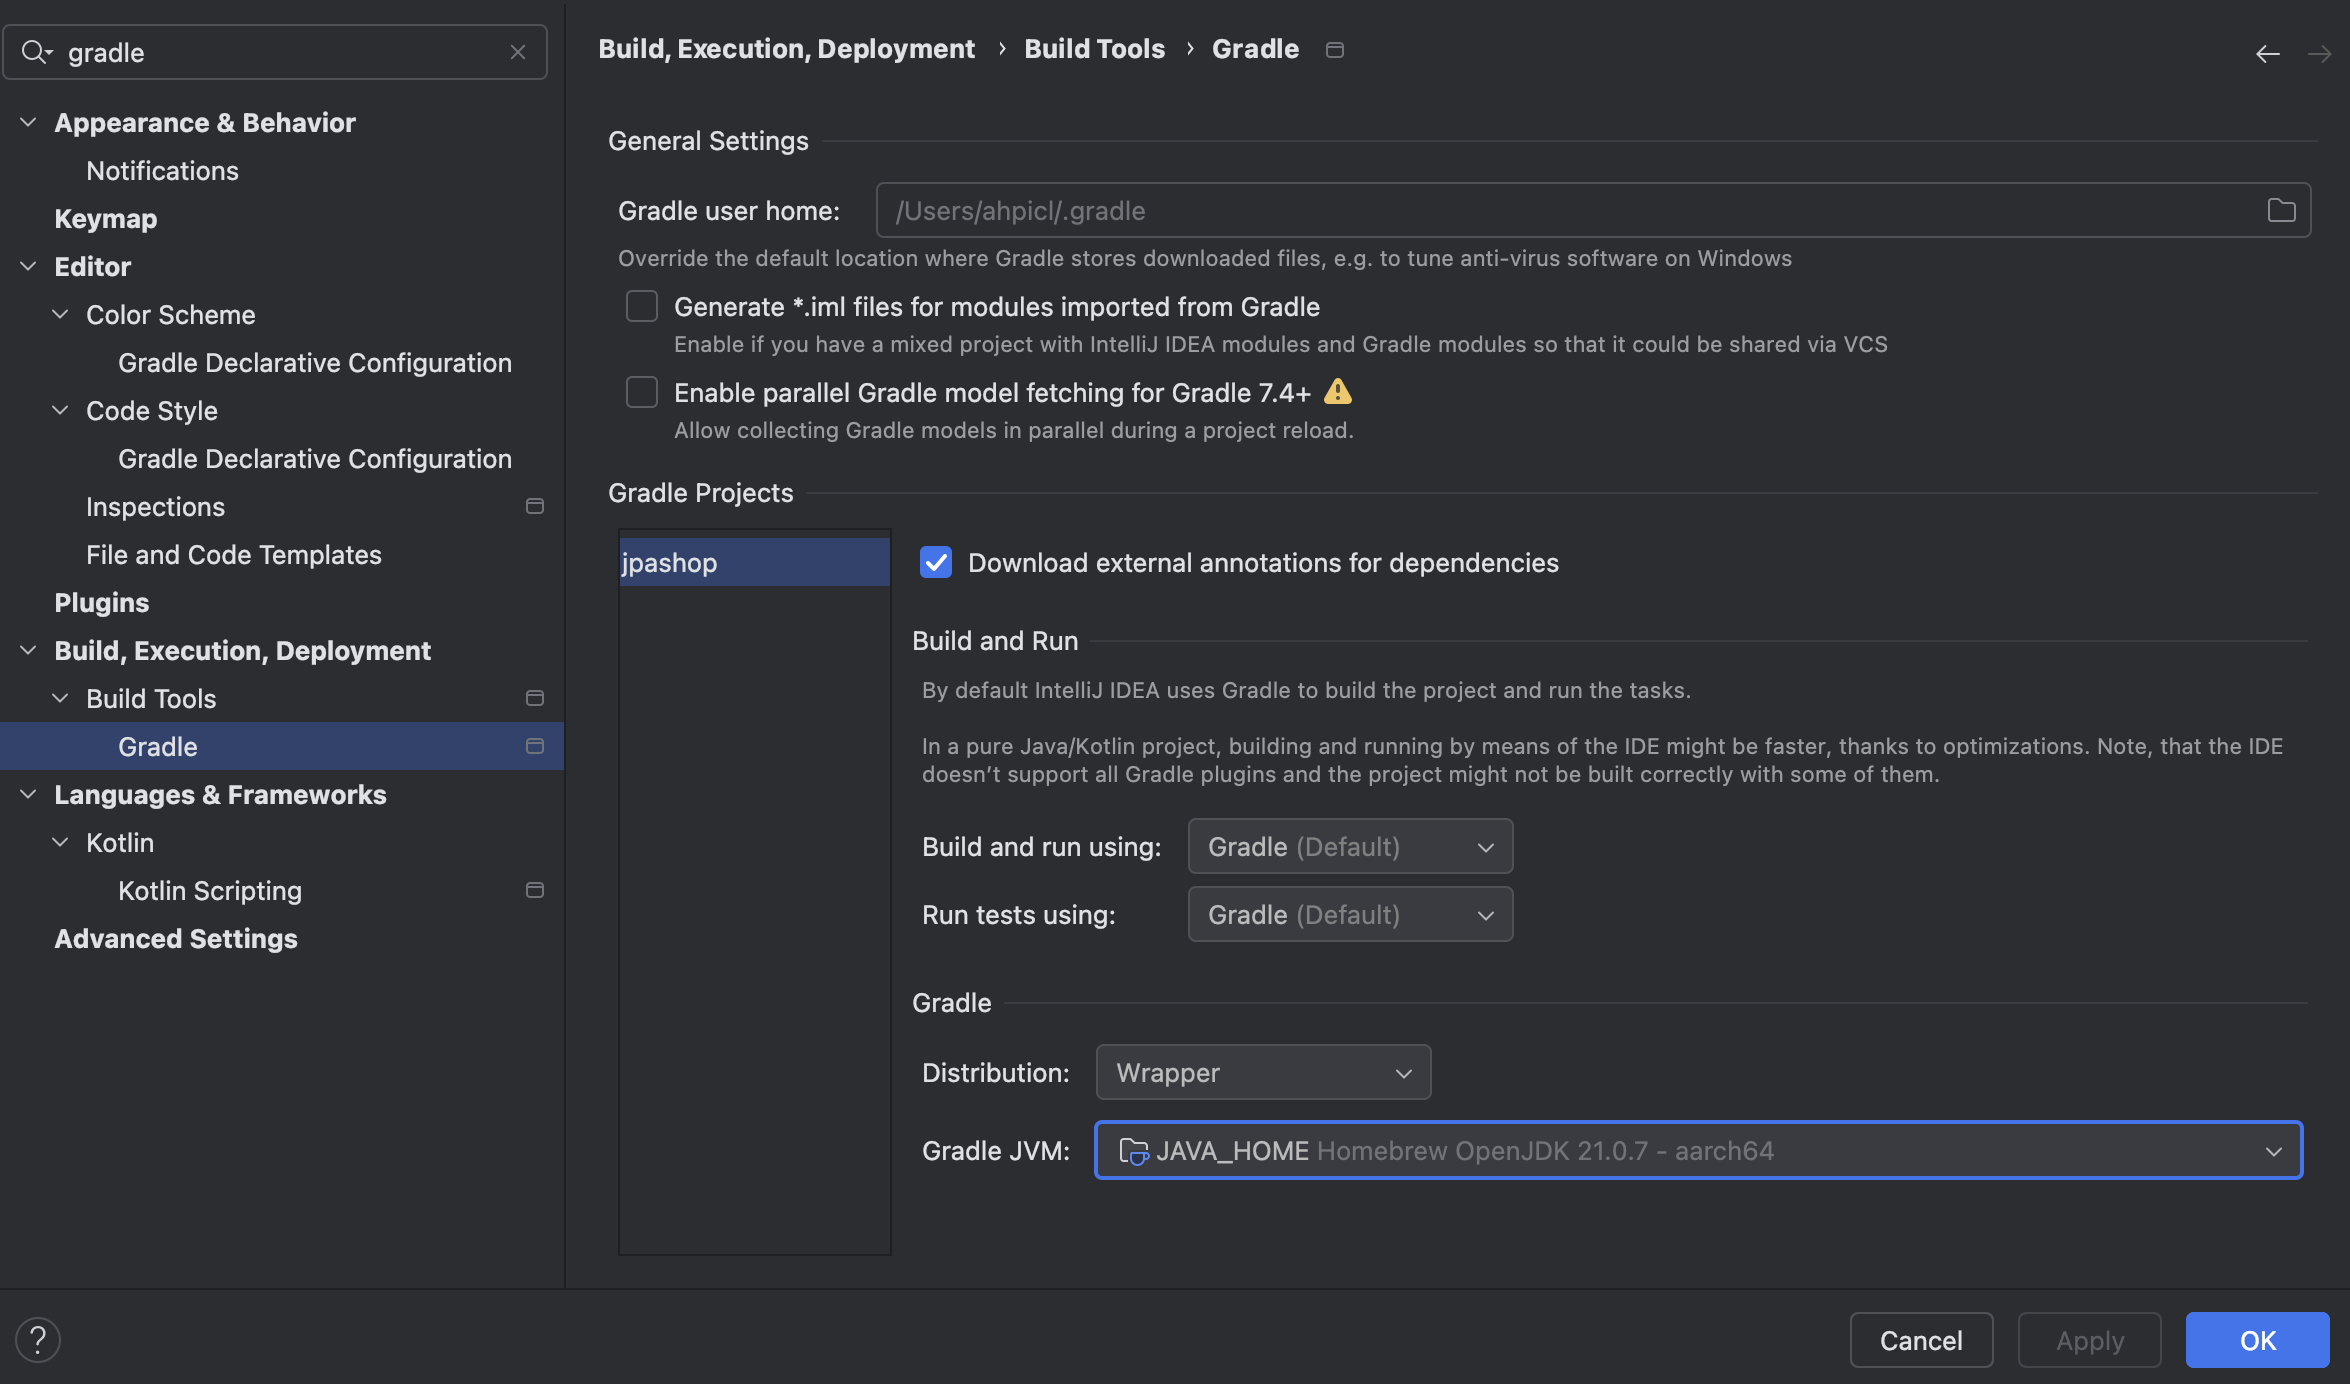 gradle
Appearance & Behavior
Notifications
Keymap
Editor
Color Scheme
Gradle Declarative Configuration
Code Style
Gradle Declarative Configuration
Inspections
File and Code Templates
Plugins
Build, Execution, Deployment
Build Tools
Gradle
Languages & Frameworks
Kotlin
Kotlin Scripting
Advanced Settings
Build, Execution, Deployment › Build Tools › Gradle
General Settings
Gradle user home: /Users/ahpicl/.gradle
Override the default location where Gradle stores downloaded files, e.g. to tune anti-virus software on Windows
Generate *.iml files for modules imported from Gradle
Enable if you have a mixed project with IntelliJ IDEA modules and Gradle modules so that it could be shared via VCS
Enable parallel Gradle model fetching for Gradle 7.4+
Allow collecting Gradle models in parallel during a project reload.
Gradle Projects
jpashop
Download external annotations for dependencies
Build and Run
By default IntelliJ IDEA uses Gradle to build the project and run the tasks.
In a pure Java/Kotlin project, building and running by means of the IDE might be faster, thanks to optimizations. Note, that the IDE
doesn't support all Gradle plugins and the project might not be built correctly with some of them.
Build and run using: Gradle (Default)
Run tests using: Gradle (Default)
Gradle
Distribution: Wrapper
Gradle JVM: JAVA_HOME Homebrew OpenJDK 21.0.7 - aarch64
? Cancel Apply OK